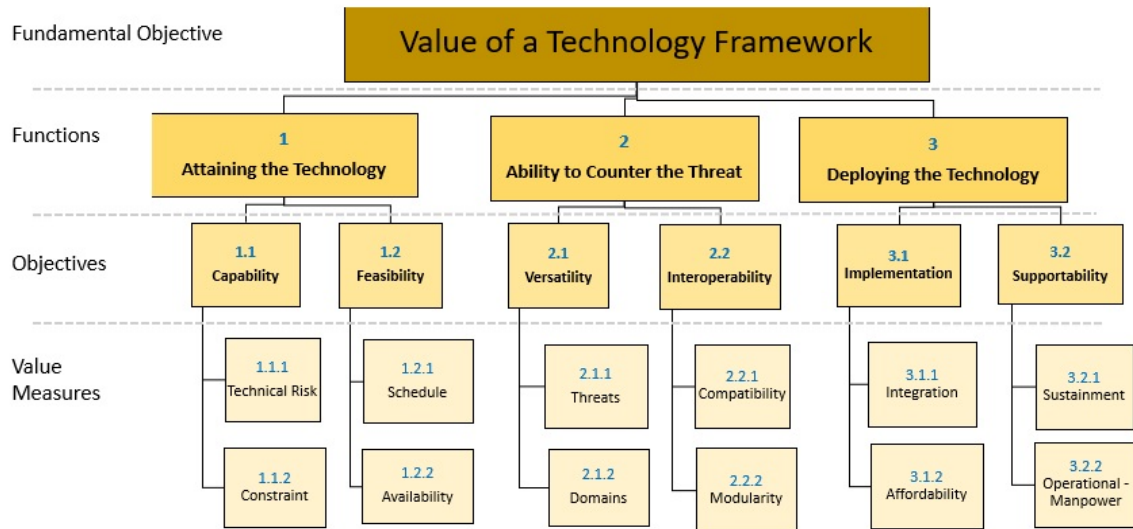 Fundamental Objective
Value of a Technology Framework
Functions
1
Attaining the Technology
2
Ability to Counter the Threat
3
Deploying the Technology
Objectives
1.1
Capability
1.2
Feasibility
2.1
Versatility
2.2
Interoperability
3.1
Implementation
3.2
Supportability
Value
Measures
1.1.1
Technical Risk
1.2.1
Schedule
2.1.1
Threats
2.2.1
Compatibility
3.1.1
Integration
3.2.1
Sustainment
1.1.2
Constraint
1.2.2
Availability
2.1.2
Domains
2.2.2
Modularity
3.1.2
Affordability
3.2.2
Operational -
Manpower